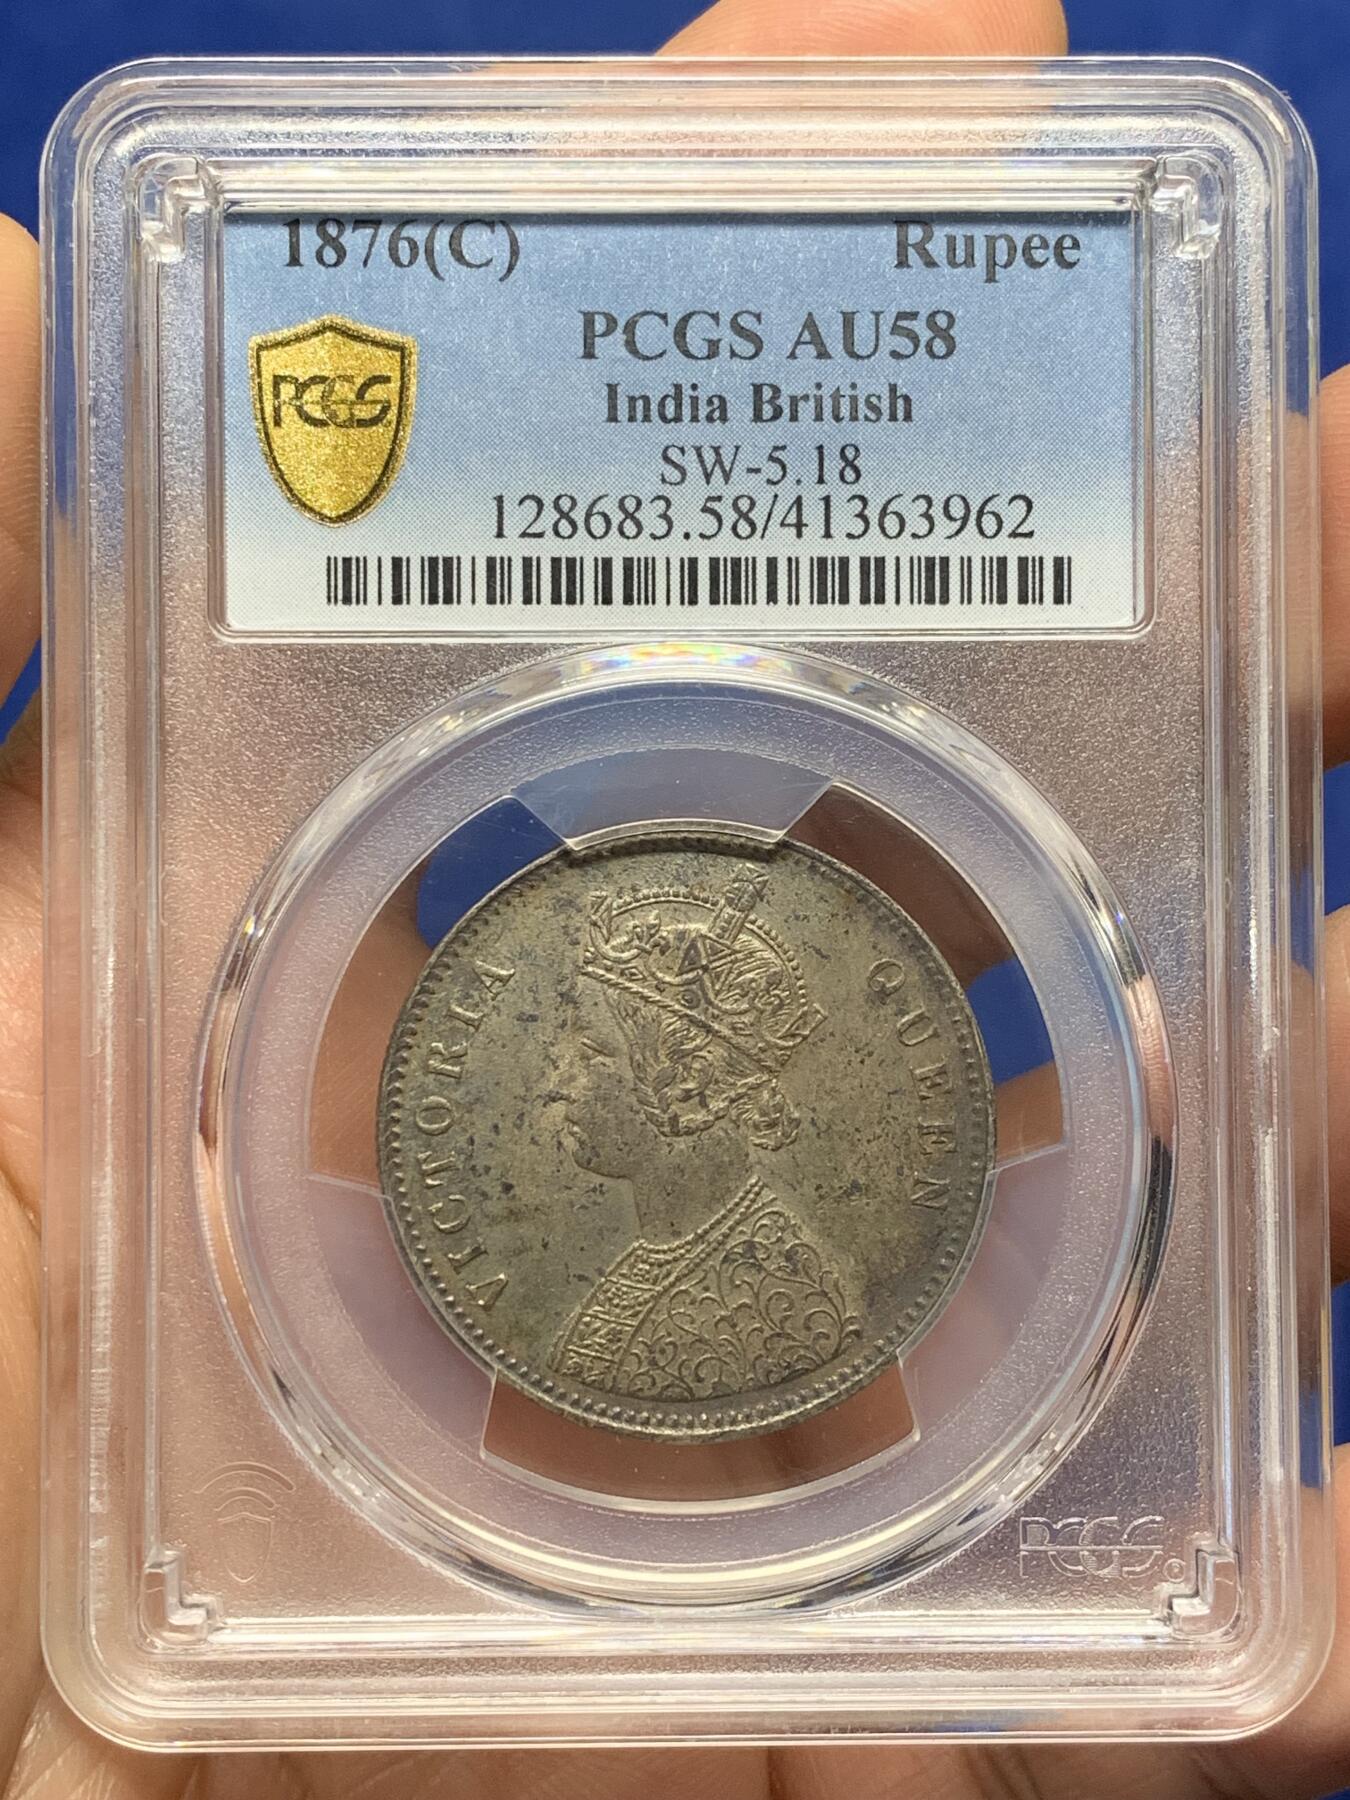 1876(C) Rupee
PCGS AU58
India British
SW-5.18
128683.58/41363962
PCGS
VICTORIA QUEEN
PCGS